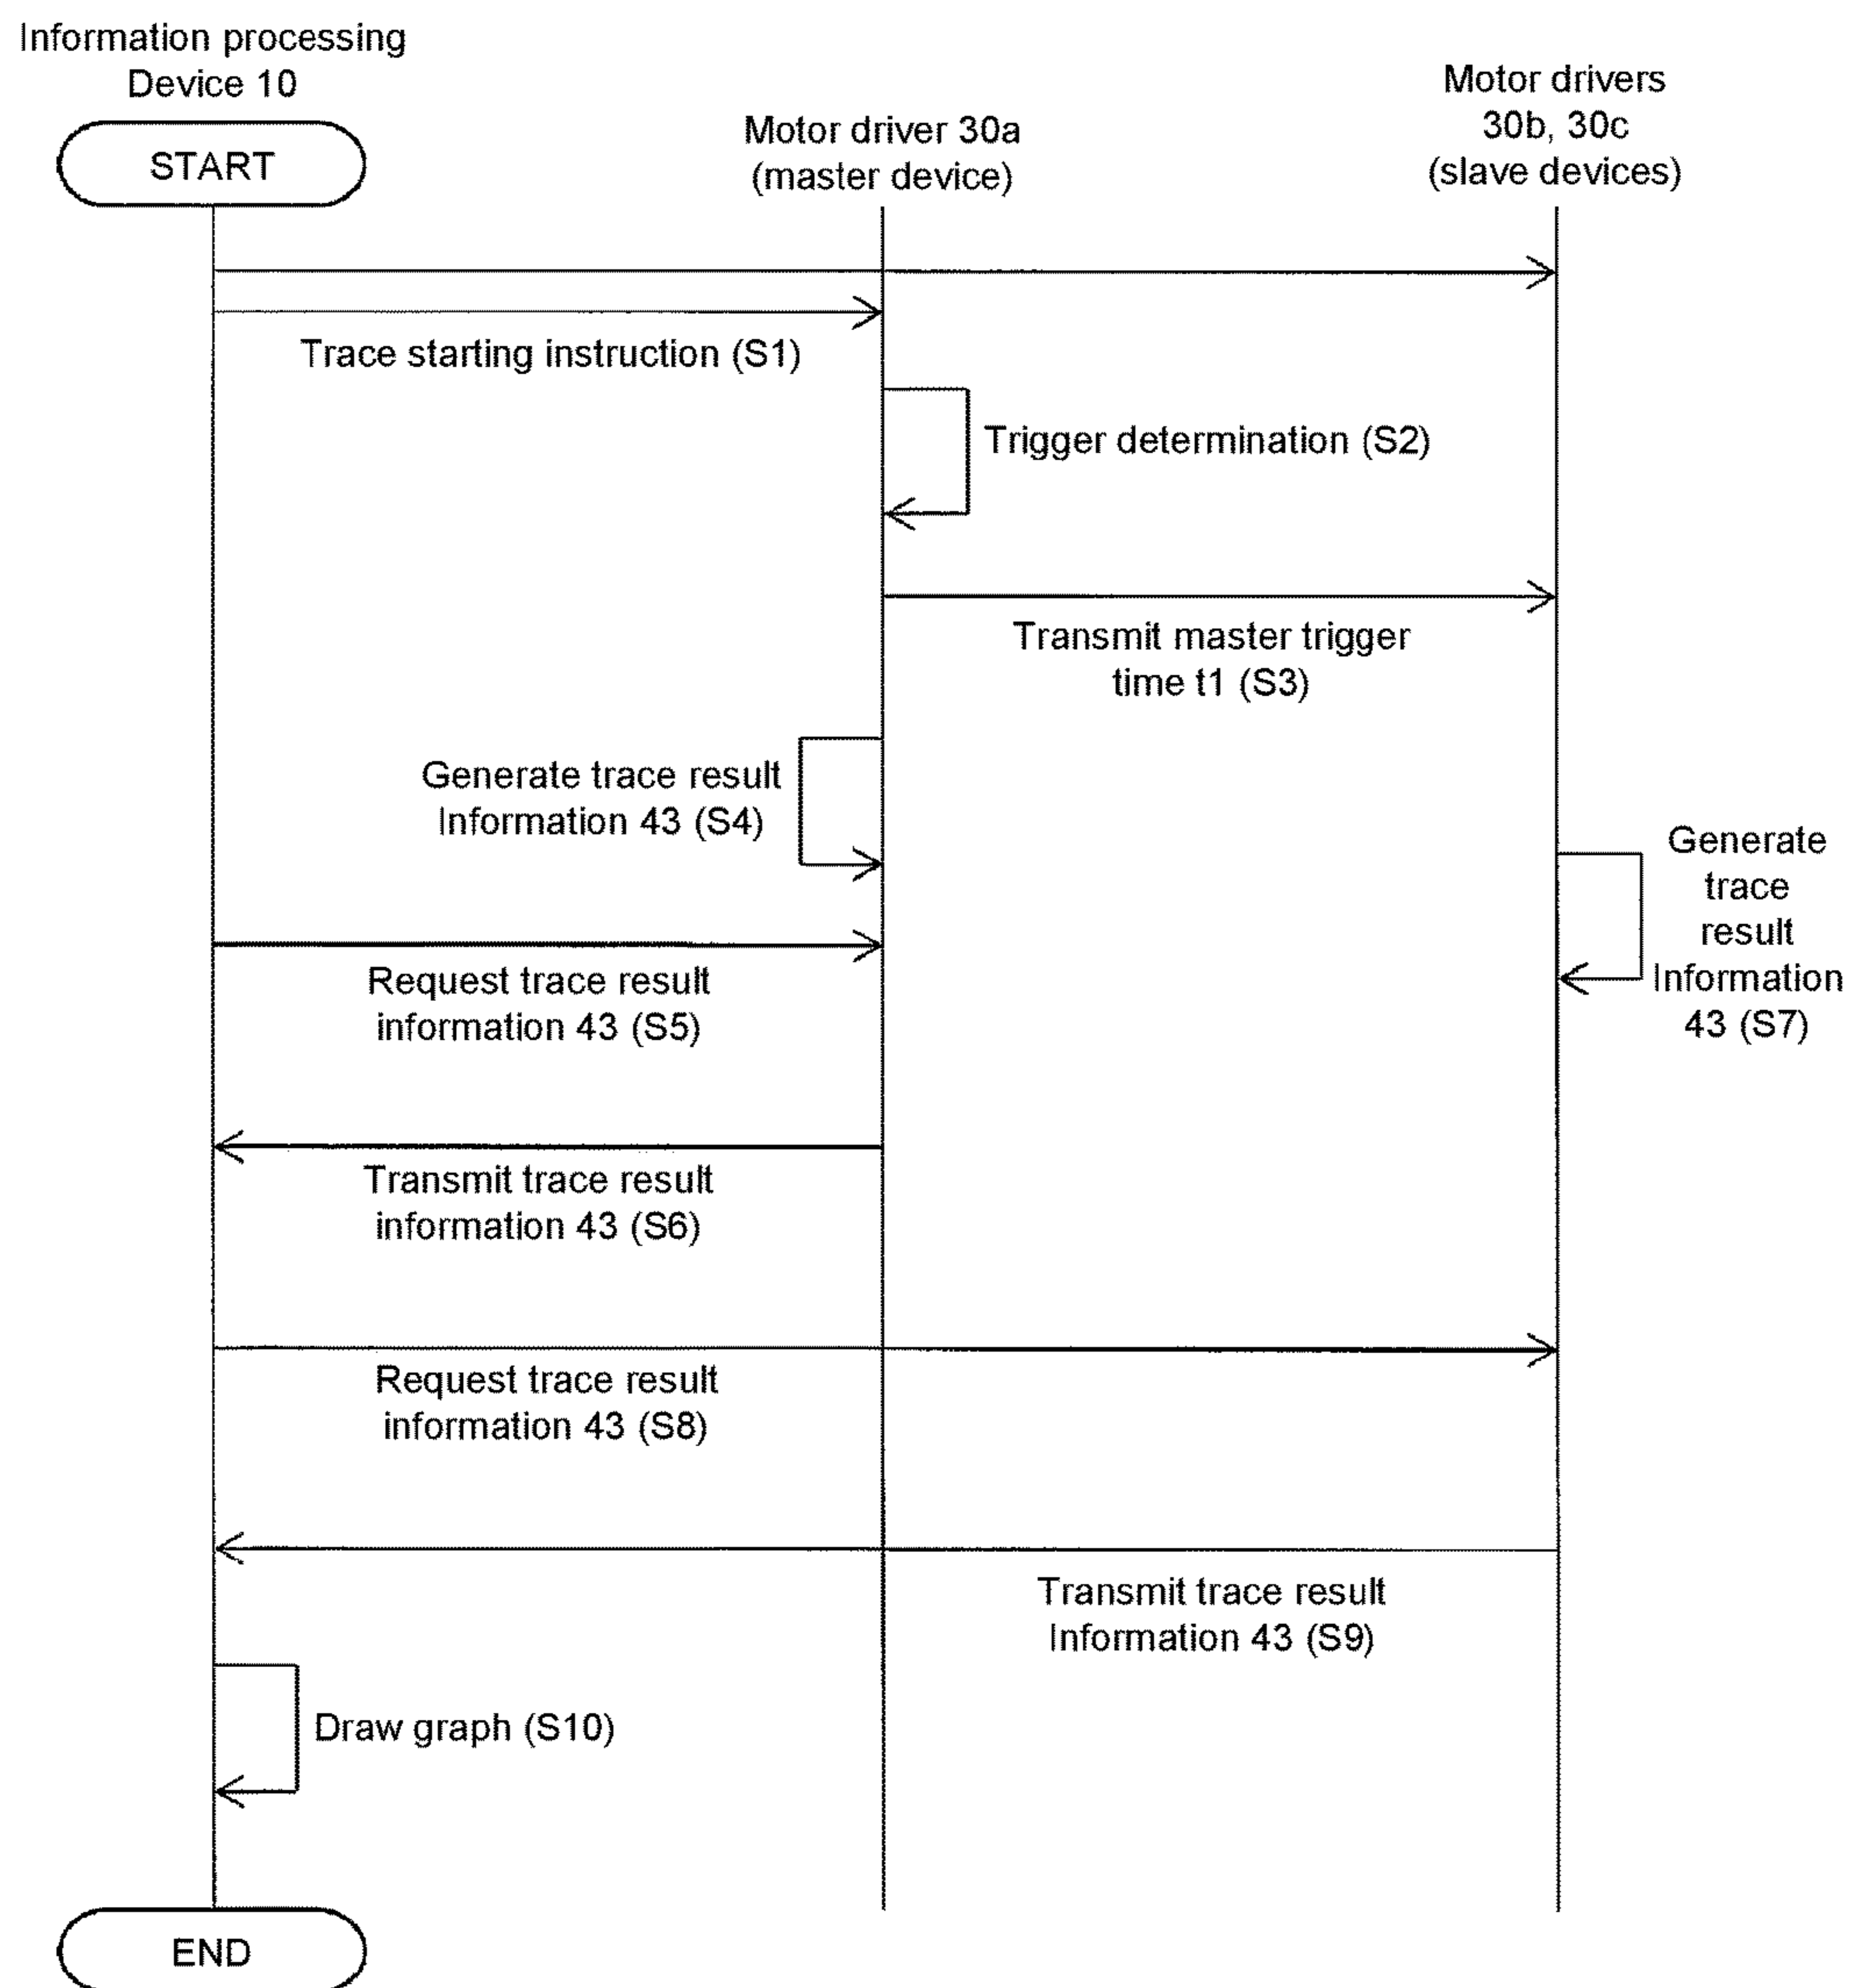 Information processing
Device 10
START
Motor driver 30a
(master device)
Motor drivers
30b, 30c
(slave devices)
Trace starting instruction (S1)
Trigger determination (S2)
Transmit master trigger
time t1 (S3)
Generate trace result
Information 43 (S4)
Generate
trace
result
Information
43 (S7)
Request trace result
information 43 (S5)
Transmit trace result
information 43 (S6)
Request trace result
information 43 (S8)
Transmit trace result
Information 43 (S9)
Draw graph (S10)
END